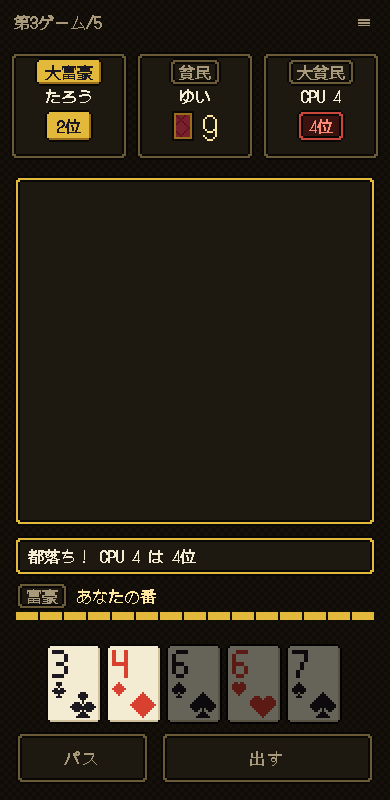 第3ゲーム/5
≡
大富豪
たろう
2位
貧民
ゆい
9
大貧民
CPU 4
4位
都落ち！ CPU 4 は 4位
富豪 あなたの番
3 4 6 6 7
パス
出す